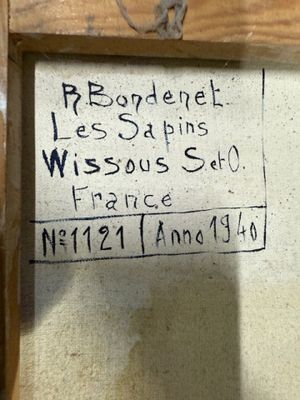 R Bondenet
Les Sapins
Wissous S et O.
France
Nº 1121 | Anno 1940